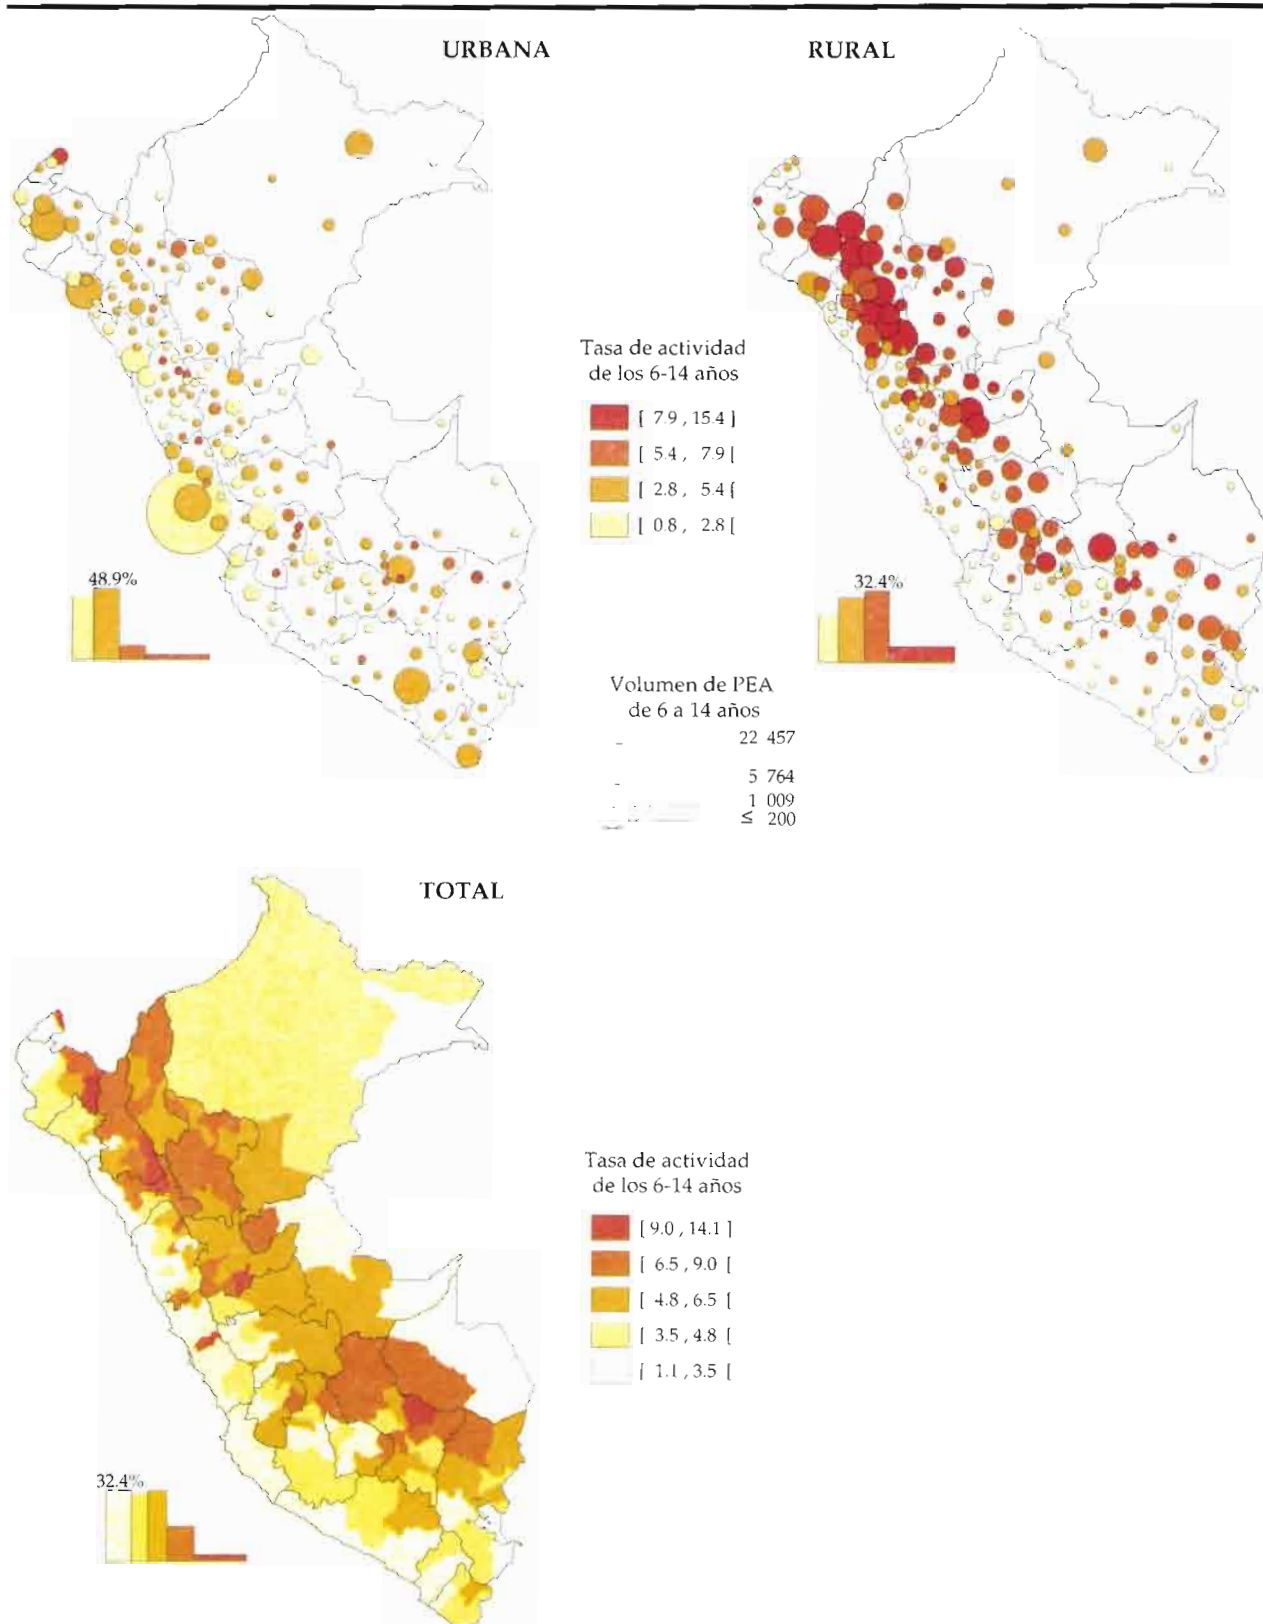 URBANA
RURAL
Tasa de actividad
de los 6-14 años
[ 7.9 , 15.4 ]
[ 5.4 , 7.9 [
[ 2.8 , 5.4 [
[ 0.8 , 2.8 [
48.9%
32.4%
Volumen de PEA
de 6 a 14 años
22 457
5 764
1 009
≤ 200
TOTAL
Tasa de actividad
de los 6-14 años
[ 9.0 , 14.1 ]
[ 6.5 , 9.0 [
[ 4.8 , 6.5 [
[ 3.5 , 4.8 [
[ 1.1 , 3.5 [
32.4%